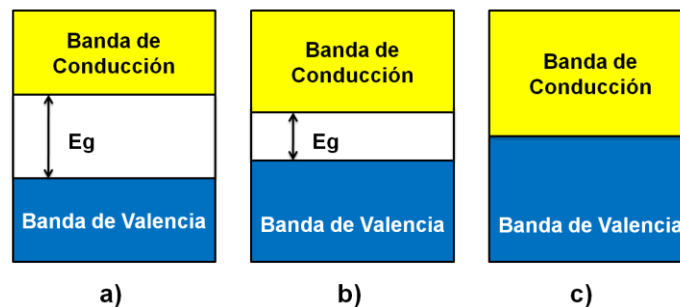 Banda de
Conducción
Eg
Banda de Valencia
a)
Banda de
Conducción
Eg
Banda de Valencia
b)
Banda de
Conducción
Banda de Valencia
c)